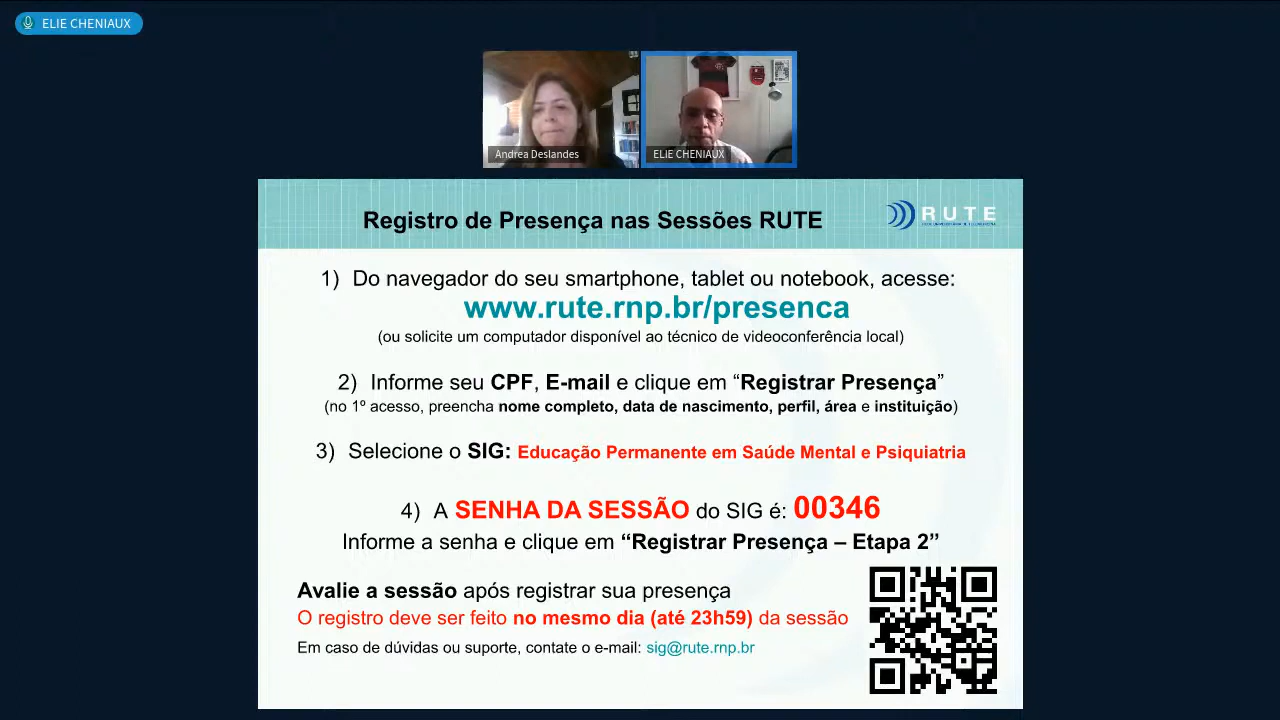 ELIE CHENIAUX
Andrea Deslandes
ELIE CHENIAUX
Registro de Presença nas Sessões RUTE
RUTE
1) Do navegador do seu smartphone, tablet ou notebook, acesse:
www.rute.rnp.br/presenca
(ou solicite um computador disponível ao técnico de videoconferência local)
2) Informe seu CPF, E-mail e clique em “Registrar Presença”
(no 1º acesso, preencha nome completo, data de nascimento, perfil, área e instituição)
3) Selecione o SIG: Educação Permanente em Saúde Mental e Psiquiatria
4) A SENHA DA SESSÃO do SIG é: 00346
Informe a senha e clique em “Registrar Presença – Etapa 2”
Avalie a sessão após registrar sua presença
O registro deve ser feito no mesmo dia (até 23h59) da sessão
Em caso de dúvidas ou suporte, contate o e-mail: sig@rute.rnp.br